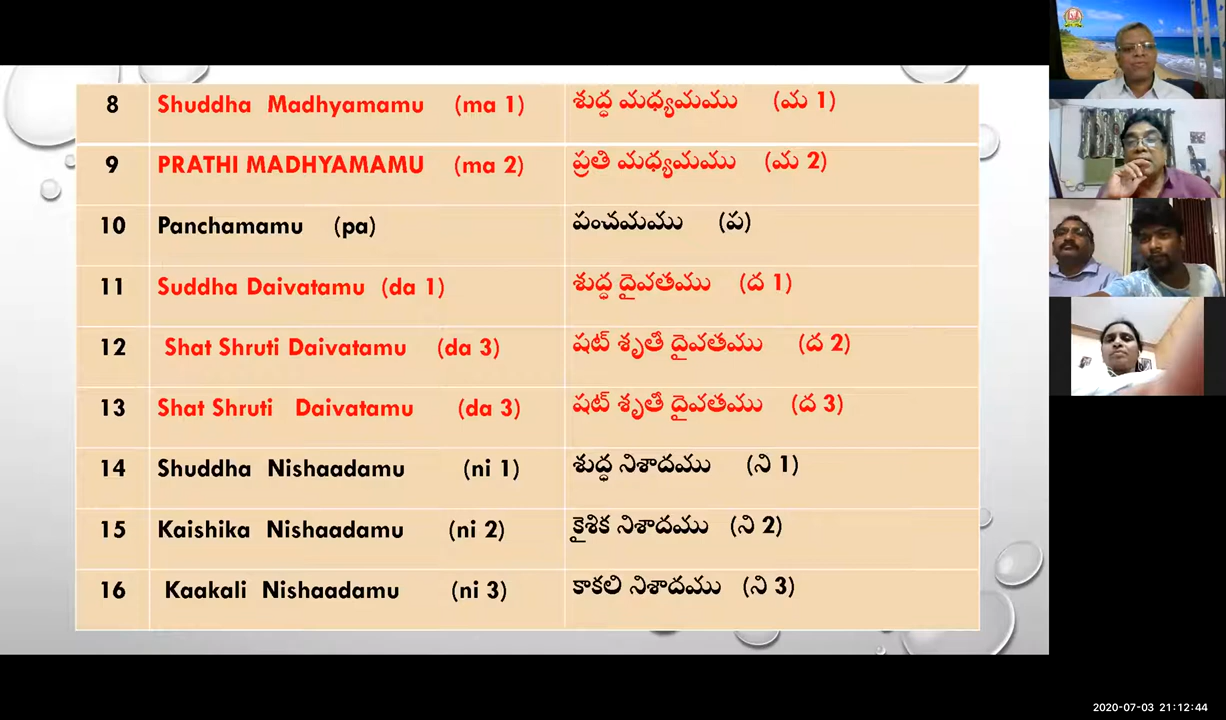 8 Shuddha Madhyamamu (ma 1) శుద్ధ మధ్యమము (మ 1)
9 PRATHI MADHYAMAMU (ma 2) ప్రతి మధ్యమము (మ 2)
10 Panchamamu (pa) పంచమము (ప)
11 Suddha Daivatamu (da 1) శుద్ధ దైవతము (ద 1)
12 Shat Shruti Daivatamu (da 3) షట్ శృతో దైవతము (ద 2)
13 Shat Shruti Daivatamu (da 3) షట్ శృతో దైవతము (ద 3)
14 Shuddha Nishaadamu (ni 1) శుద్ధ నిశాదము (ని 1)
15 Kaishika Nishaadamu (ni 2) కైశిక నిశాదము (ని 2)
16 Kaakali Nishaadamu (ni 3) కాకలి నిశాదము (ని 3)
2020-07-03 21:12:44